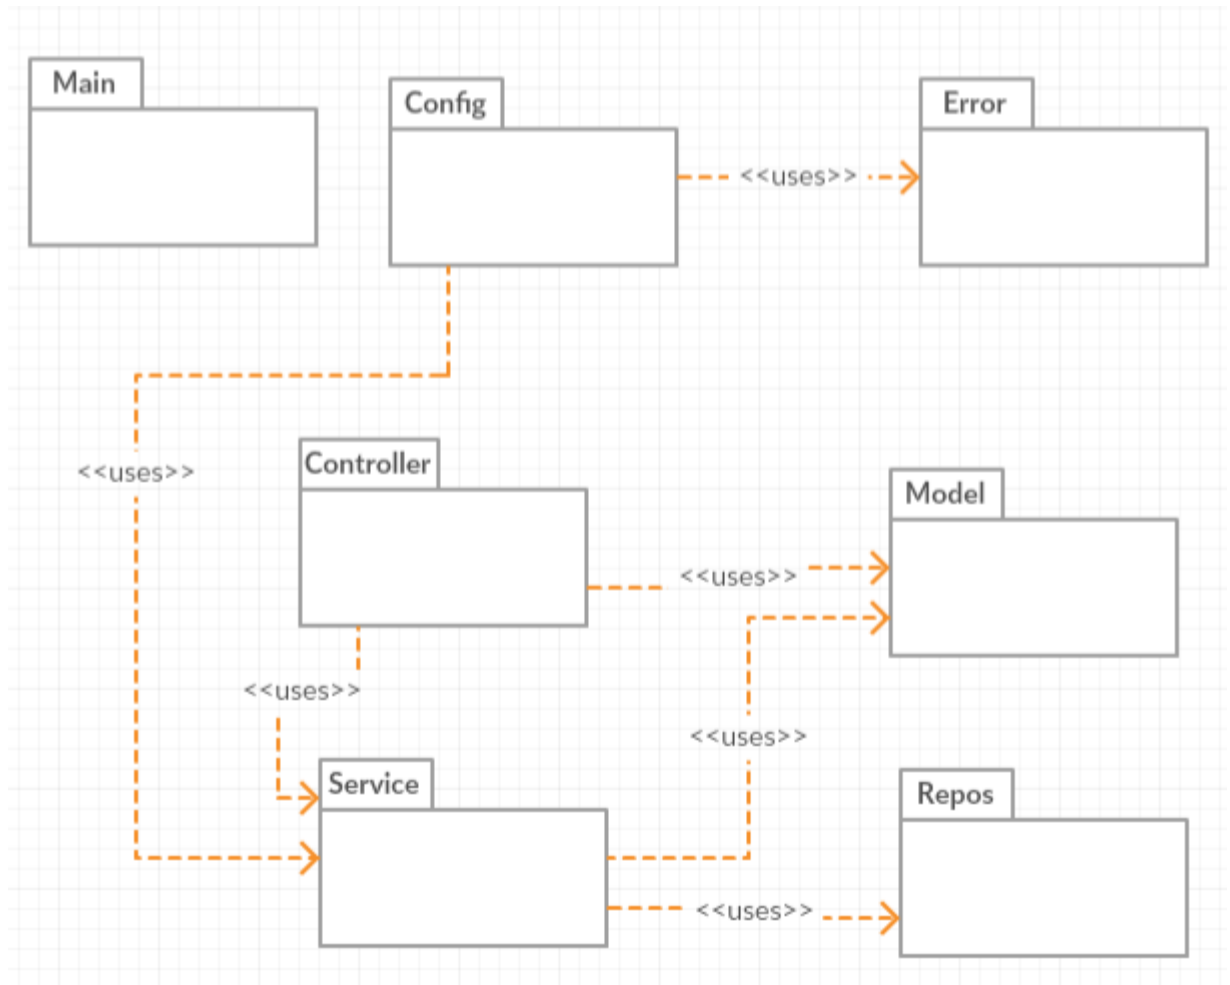 Main
Config
Error
<<uses>>
<<uses>>
Controller
Model
<<uses>>
<<uses>>
<<uses>>
Service
Repos
<<uses>>